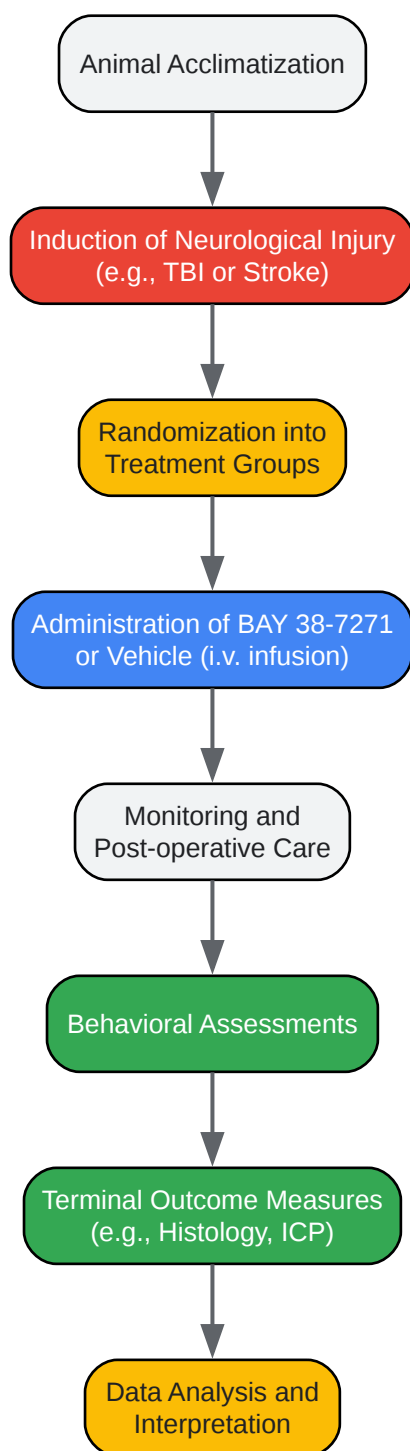 Animal Acclimatization
Induction of Neurological Injury
(e.g., TBI or Stroke)
Randomization into
Treatment Groups
Administration of BAY 38-7271
or Vehicle (i.v. infusion)
Monitoring and
Post-operative Care
Behavioral Assessments
Terminal Outcome Measures
(e.g., Histology, ICP)
Data Analysis and
Interpretation